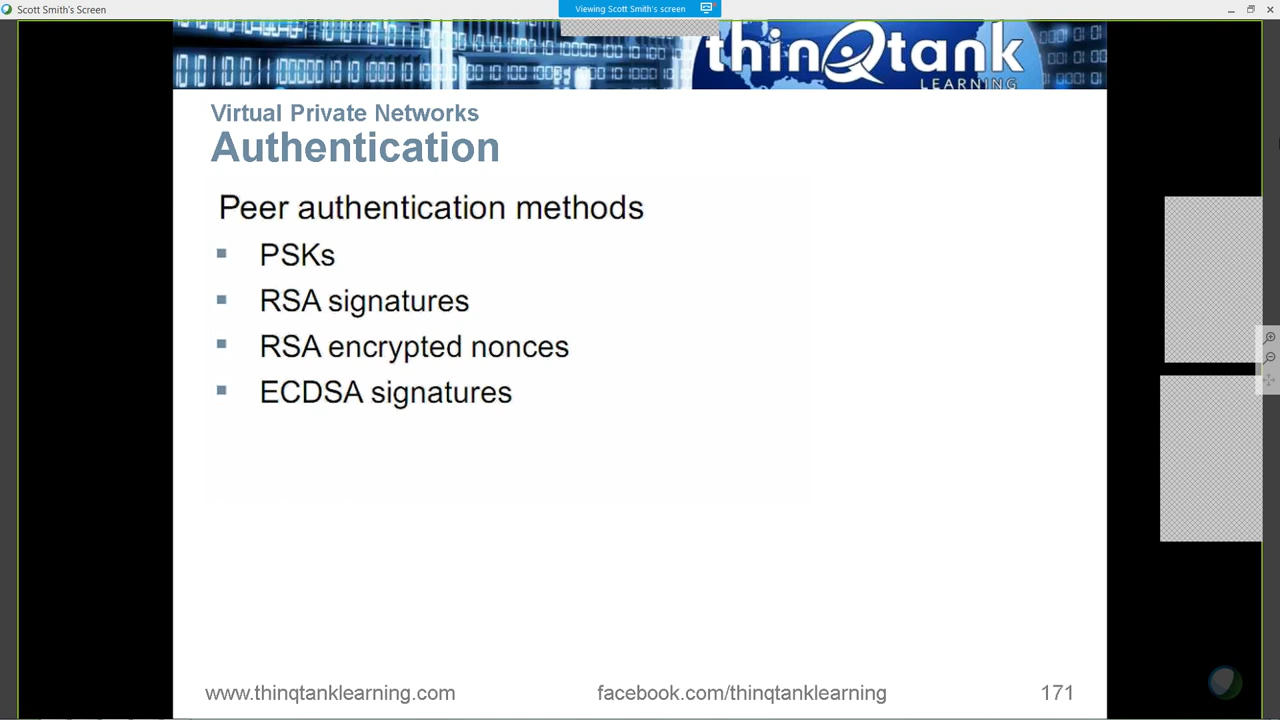 Scott Smith's Screen
Viewing Scott Smith's screen
thinQtank
LEARNING
Virtual Private Networks
Authentication
Peer authentication methods
▪ PSKs
▪ RSA signatures
▪ RSA encrypted nonces
▪ ECDSA signatures
www.thinqtanklearning.com facebook.com/thinqtanklearning 171